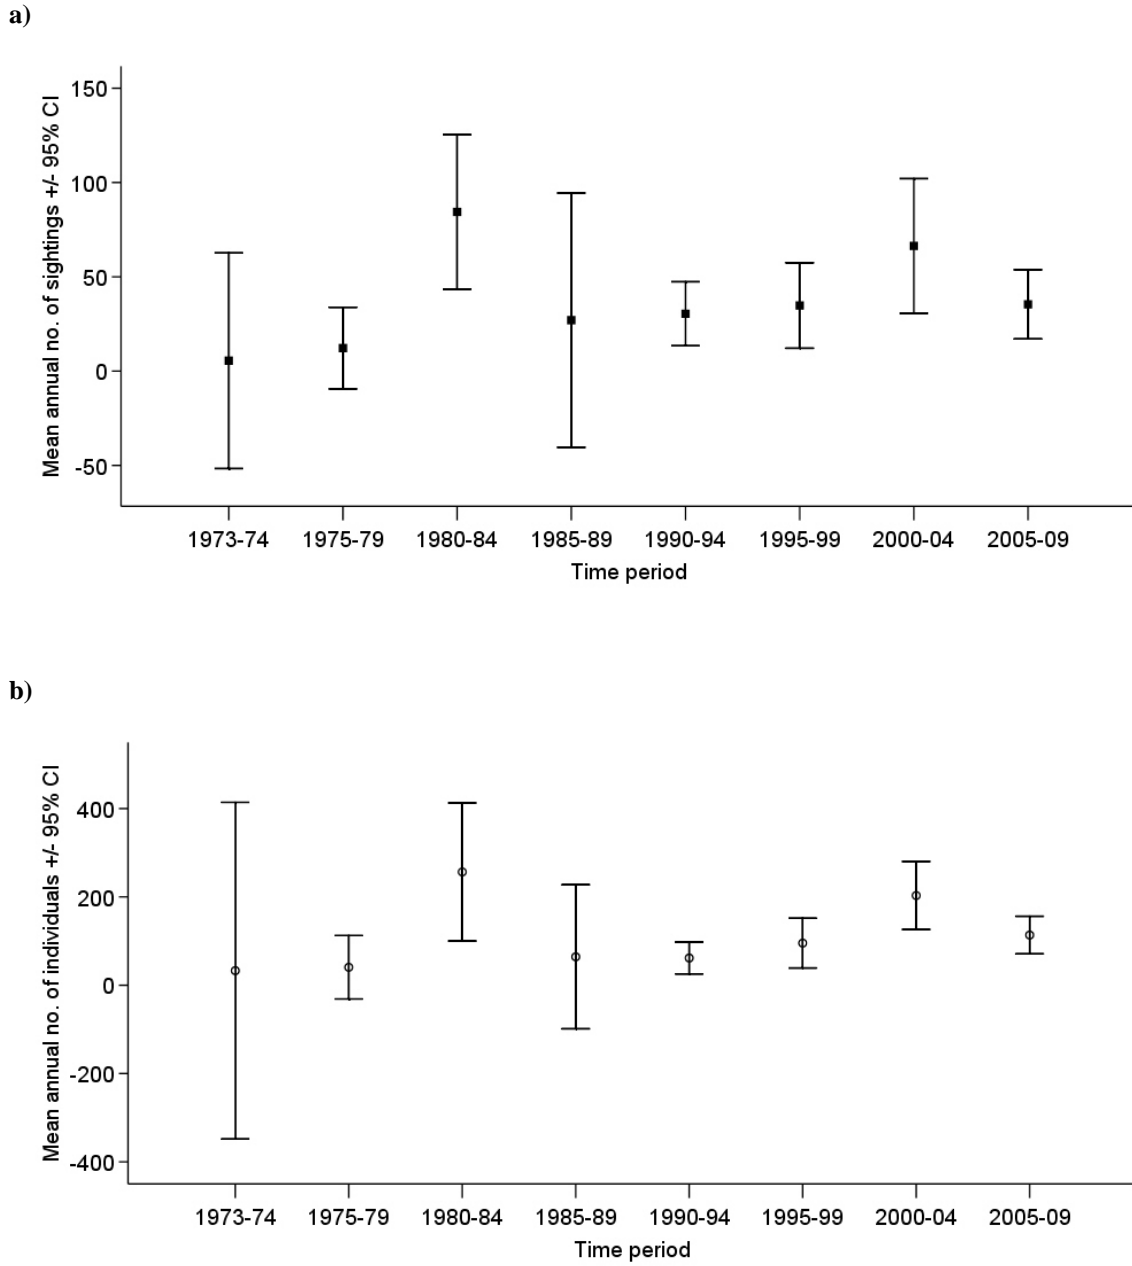 a)
Mean annual no. of sightings +/- 95% CI
150
100
50
0
-50
1973-74 1975-79 1980-84 1985-89 1990-94 1995-99 2000-04 2005-09
Time period
b)
Mean annual no. of individuals +/- 95% CI
400
200
0
-200
-400
1973-74 1975-79 1980-84 1985-89 1990-94 1995-99 2000-04 2005-09
Time period